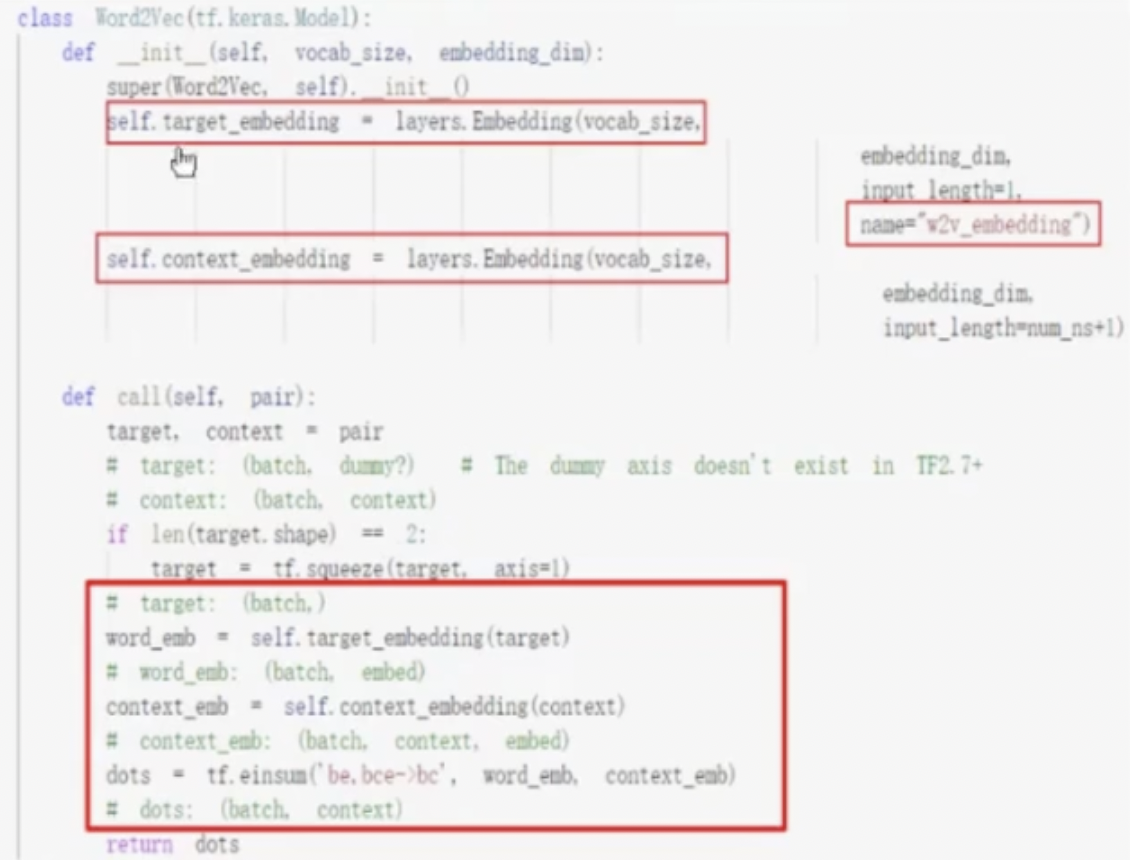 class Word2Vec(tf.keras.Model):
def __init__(self, vocab_size, embedding_dim):
super(Word2Vec, self).__init__()
self.target_embedding = layers.Embedding(vocab_size,
embedding_dim,
input_length=1,
name="w2v_embedding")
self.context_embedding = layers.Embedding(vocab_size,
embedding_dim,
input_length=num_ns+1)
def call(self, pair):
target, context = pair
# target: (batch, dummy?) # The dummy axis doesn't exist in TF2.7+
# context: (batch, context)
if len(target.shape) == 2:
target = tf.squeeze(target, axis=1)
# target: (batch,)
word_emb = self.target_embedding(target)
# word_emb: (batch, embed)
context_emb = self.context_embedding(context)
# context_emb: (batch, context, embed)
dots = tf.einsum('be,bce->bc', word_emb, context_emb)
# dots: (batch, context)
return dots